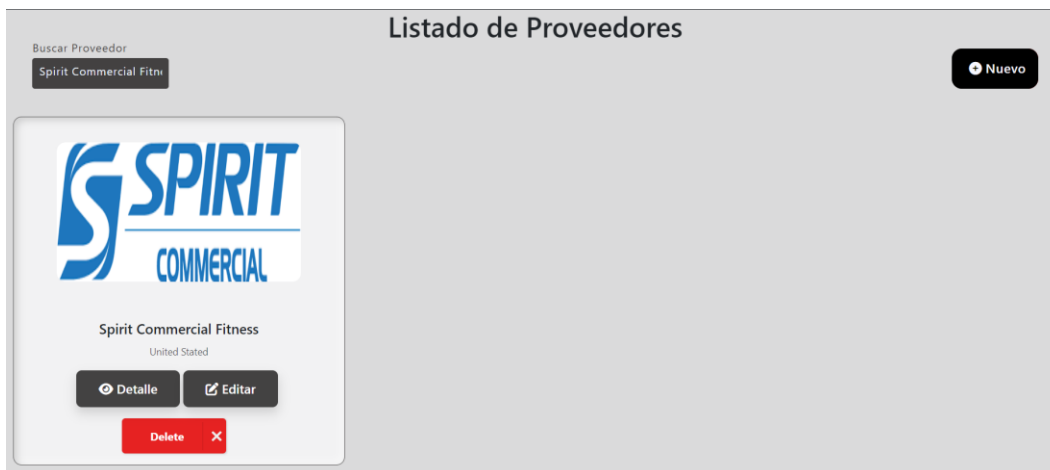 Listado de Proveedores
Buscar Proveedor
Spirit Commercial Fitn
Nuevo
SPIRIT
COMMERCIAL
Spirit Commercial Fitness
United Stated
Detalle
Editar
Delete